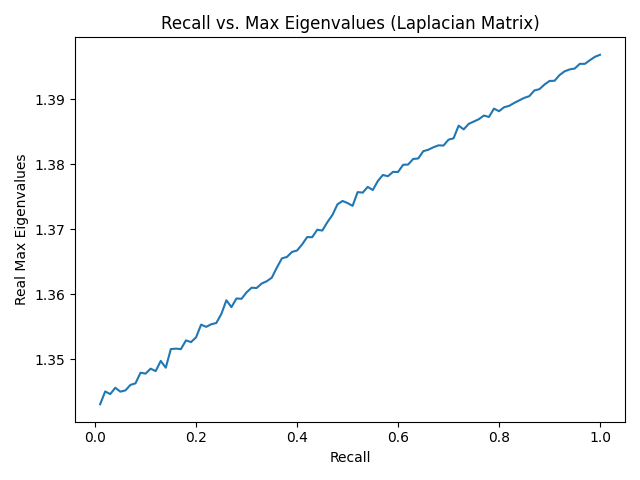 Recall vs. Max Eigenvalues (Laplacian Matrix)
Real Max Eigenvalues
1.39
1.38
1.37
1.36
1.35
0.0 0.2 0.4 0.6 0.8 1.0
Recall